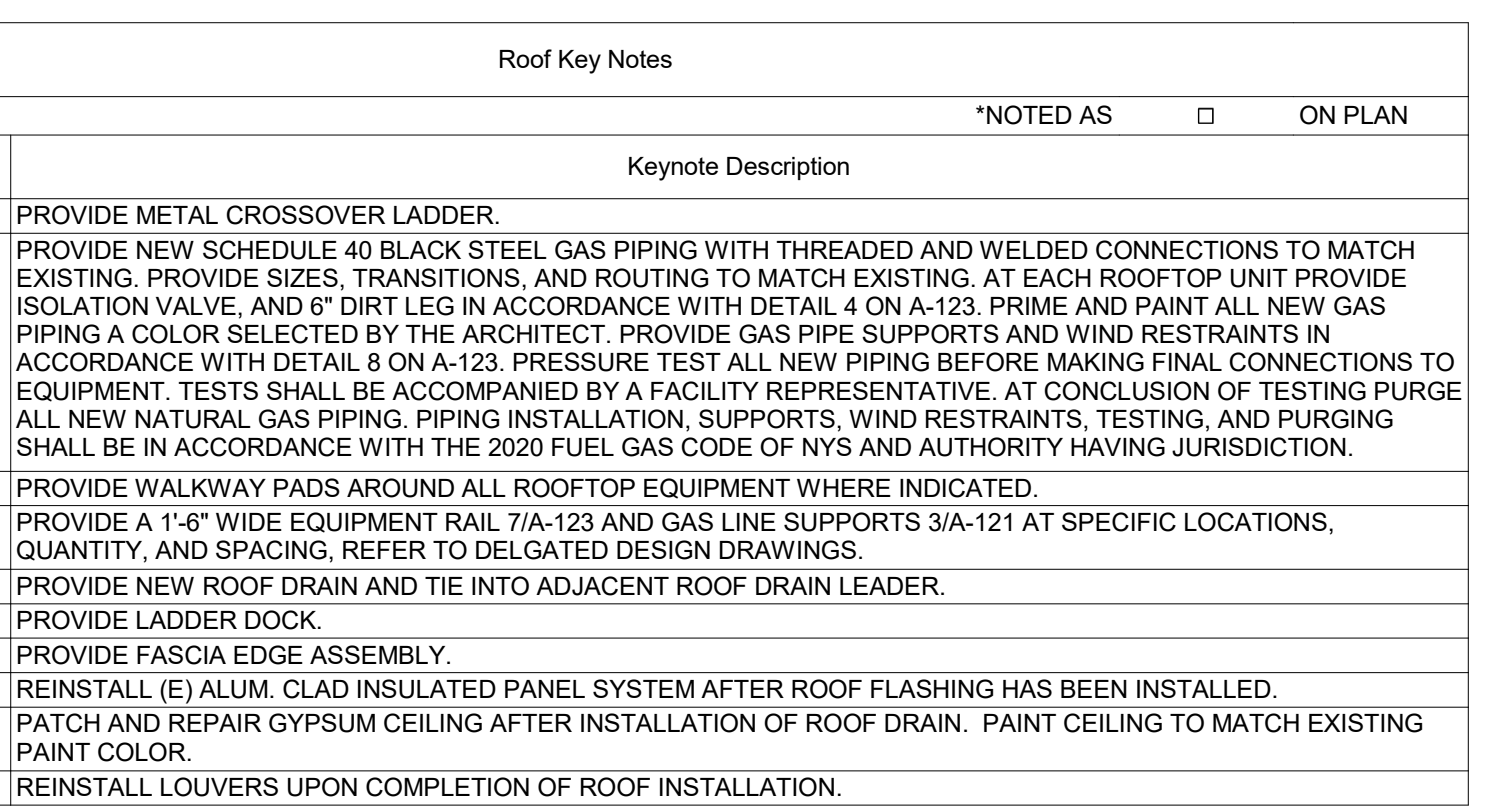 Roof Key Notes
*NOTED AS □ ON PLAN
Keynote Description
PROVIDE METAL CROSSOVER LADDER.
PROVIDE NEW SCHEDULE 40 BLACK STEEL GAS PIPING WITH THREADED AND WELDED CONNECTIONS TO MATCH
EXISTING. PROVIDE SIZES, TRANSITIONS, AND ROUTING TO MATCH EXISTING. AT EACH ROOFTOP UNIT PROVIDE
ISOLATION VALVE, AND 6" DIRT LEG IN ACCORDANCE WITH DETAIL 4 ON A-123. PRIME AND PAINT ALL NEW GAS
PIPING A COLOR SELECTED BY THE ARCHITECT. PROVIDE GAS PIPE SUPPORTS AND WIND RESTRAINTS IN
ACCORDANCE WITH DETAIL 8 ON A-123. PRESSURE TEST ALL NEW PIPING BEFORE MAKING FINAL CONNECTIONS TO
EQUIPMENT. TESTS SHALL BE ACCOMPANIED BY A FACILITY REPRESENTATIVE. AT CONCLUSION OF TESTING PURGE
ALL NEW NATURAL GAS PIPING. PIPING INSTALLATION, SUPPORTS, WIND RESTRAINTS, TESTING, AND PURGING
SHALL BE IN ACCORDANCE WITH THE 2020 FUEL GAS CODE OF NYS AND AUTHORITY HAVING JURISDICTION.
PROVIDE WALKWAY PADS AROUND ALL ROOFTOP EQUIPMENT WHERE INDICATED.
PROVIDE A 1'-6" WIDE EQUIPMENT RAIL 7/A-123 AND GAS LINE SUPPORTS 3/A-121 AT SPECIFIC LOCATIONS,
QUANTITY, AND SPACING, REFER TO DELGATED DESIGN DRAWINGS.
PROVIDE NEW ROOF DRAIN AND TIE INTO ADJACENT ROOF DRAIN LEADER.
PROVIDE LADDER DOCK.
PROVIDE FASCIA EDGE ASSEMBLY.
REINSTALL (E) ALUM. CLAD INSULATED PANEL SYSTEM AFTER ROOF FLASHING HAS BEEN INSTALLED.
PATCH AND REPAIR GYPSUM CEILING AFTER INSTALLATION OF ROOF DRAIN.  PAINT CEILING TO MATCH EXISTING
PAINT COLOR.
REINSTALL LOUVERS UPON COMPLETION OF ROOF INSTALLATION.